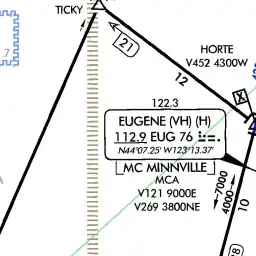 TICKY
21
HORTE
V452 4300W
.7
12
122.3
EUGENE (VH) (H)
112.9 EUG 76
N44°07.25' W123°13.37'
MC MINNVILLE
MCA
V121 9000E
V269 3800NE
7000
4000
10